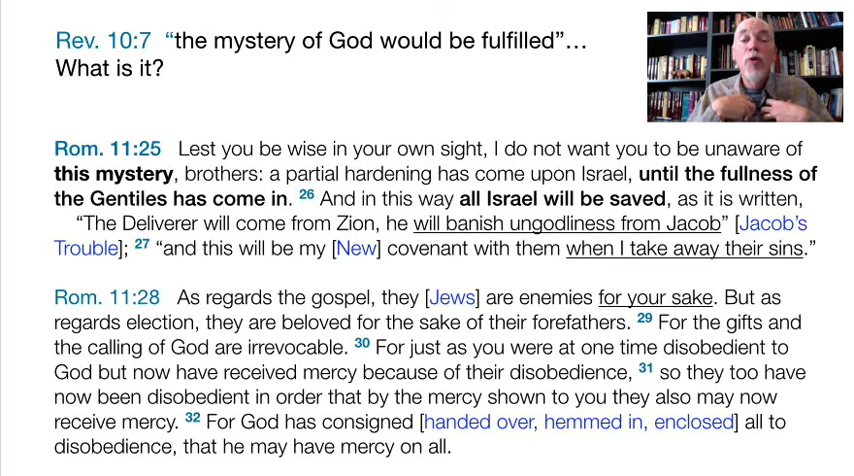 Rev. 10:7 “the mystery of God would be fulfilled”…
What is it?
Rom. 11:25 Lest you be wise in your own sight, I do not want you to be unaware of
this mystery, brothers: a partial hardening has come upon Israel, until the fullness of
the Gentiles has come in. 26 And in this way all Israel will be saved, as it is written,
“The Deliverer will come from Zion, he will banish ungodliness from Jacob” [Jacob’s
Trouble]; 27 “and this will be my [New] covenant with them when I take away their sins.”
Rom. 11:28 As regards the gospel, they [Jews] are enemies for your sake. But as
regards election, they are beloved for the sake of their forefathers. 29 For the gifts and
the calling of God are irrevocable. 30 For just as you were at one time disobedient to
God but now have received mercy because of their disobedience, 31 so they too have
now been disobedient in order that by the mercy shown to you they also may now
receive mercy. 32 For God has consigned [handed over, hemmed in, enclosed] all to
disobedience, that he may have mercy on all.